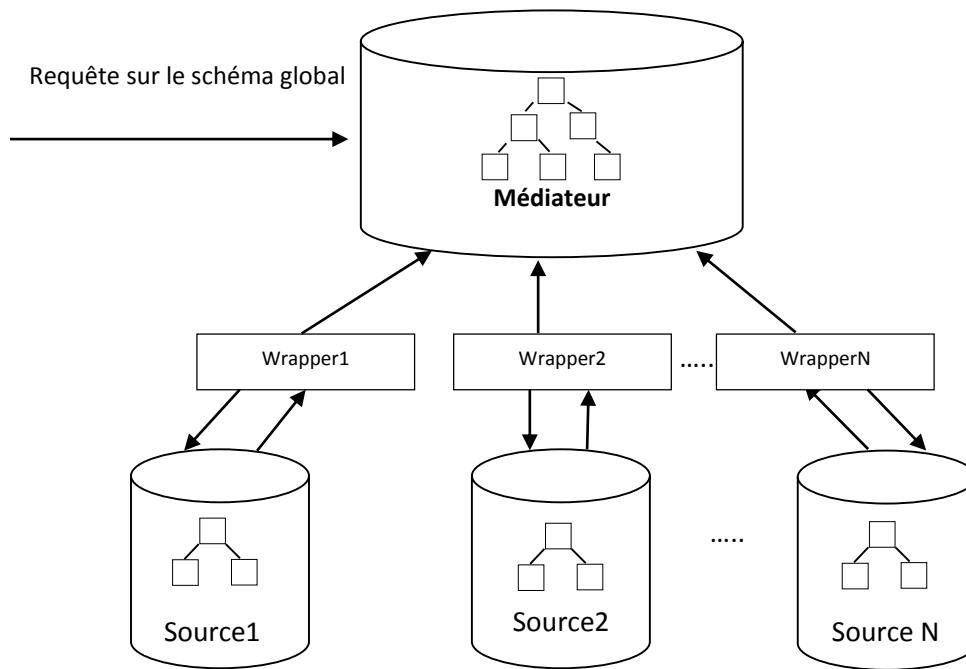 Requête sur le schéma global
Médiateur
Wrapper1
Wrapper2
.....
WrapperN
.....
Source1
Source2
Source N